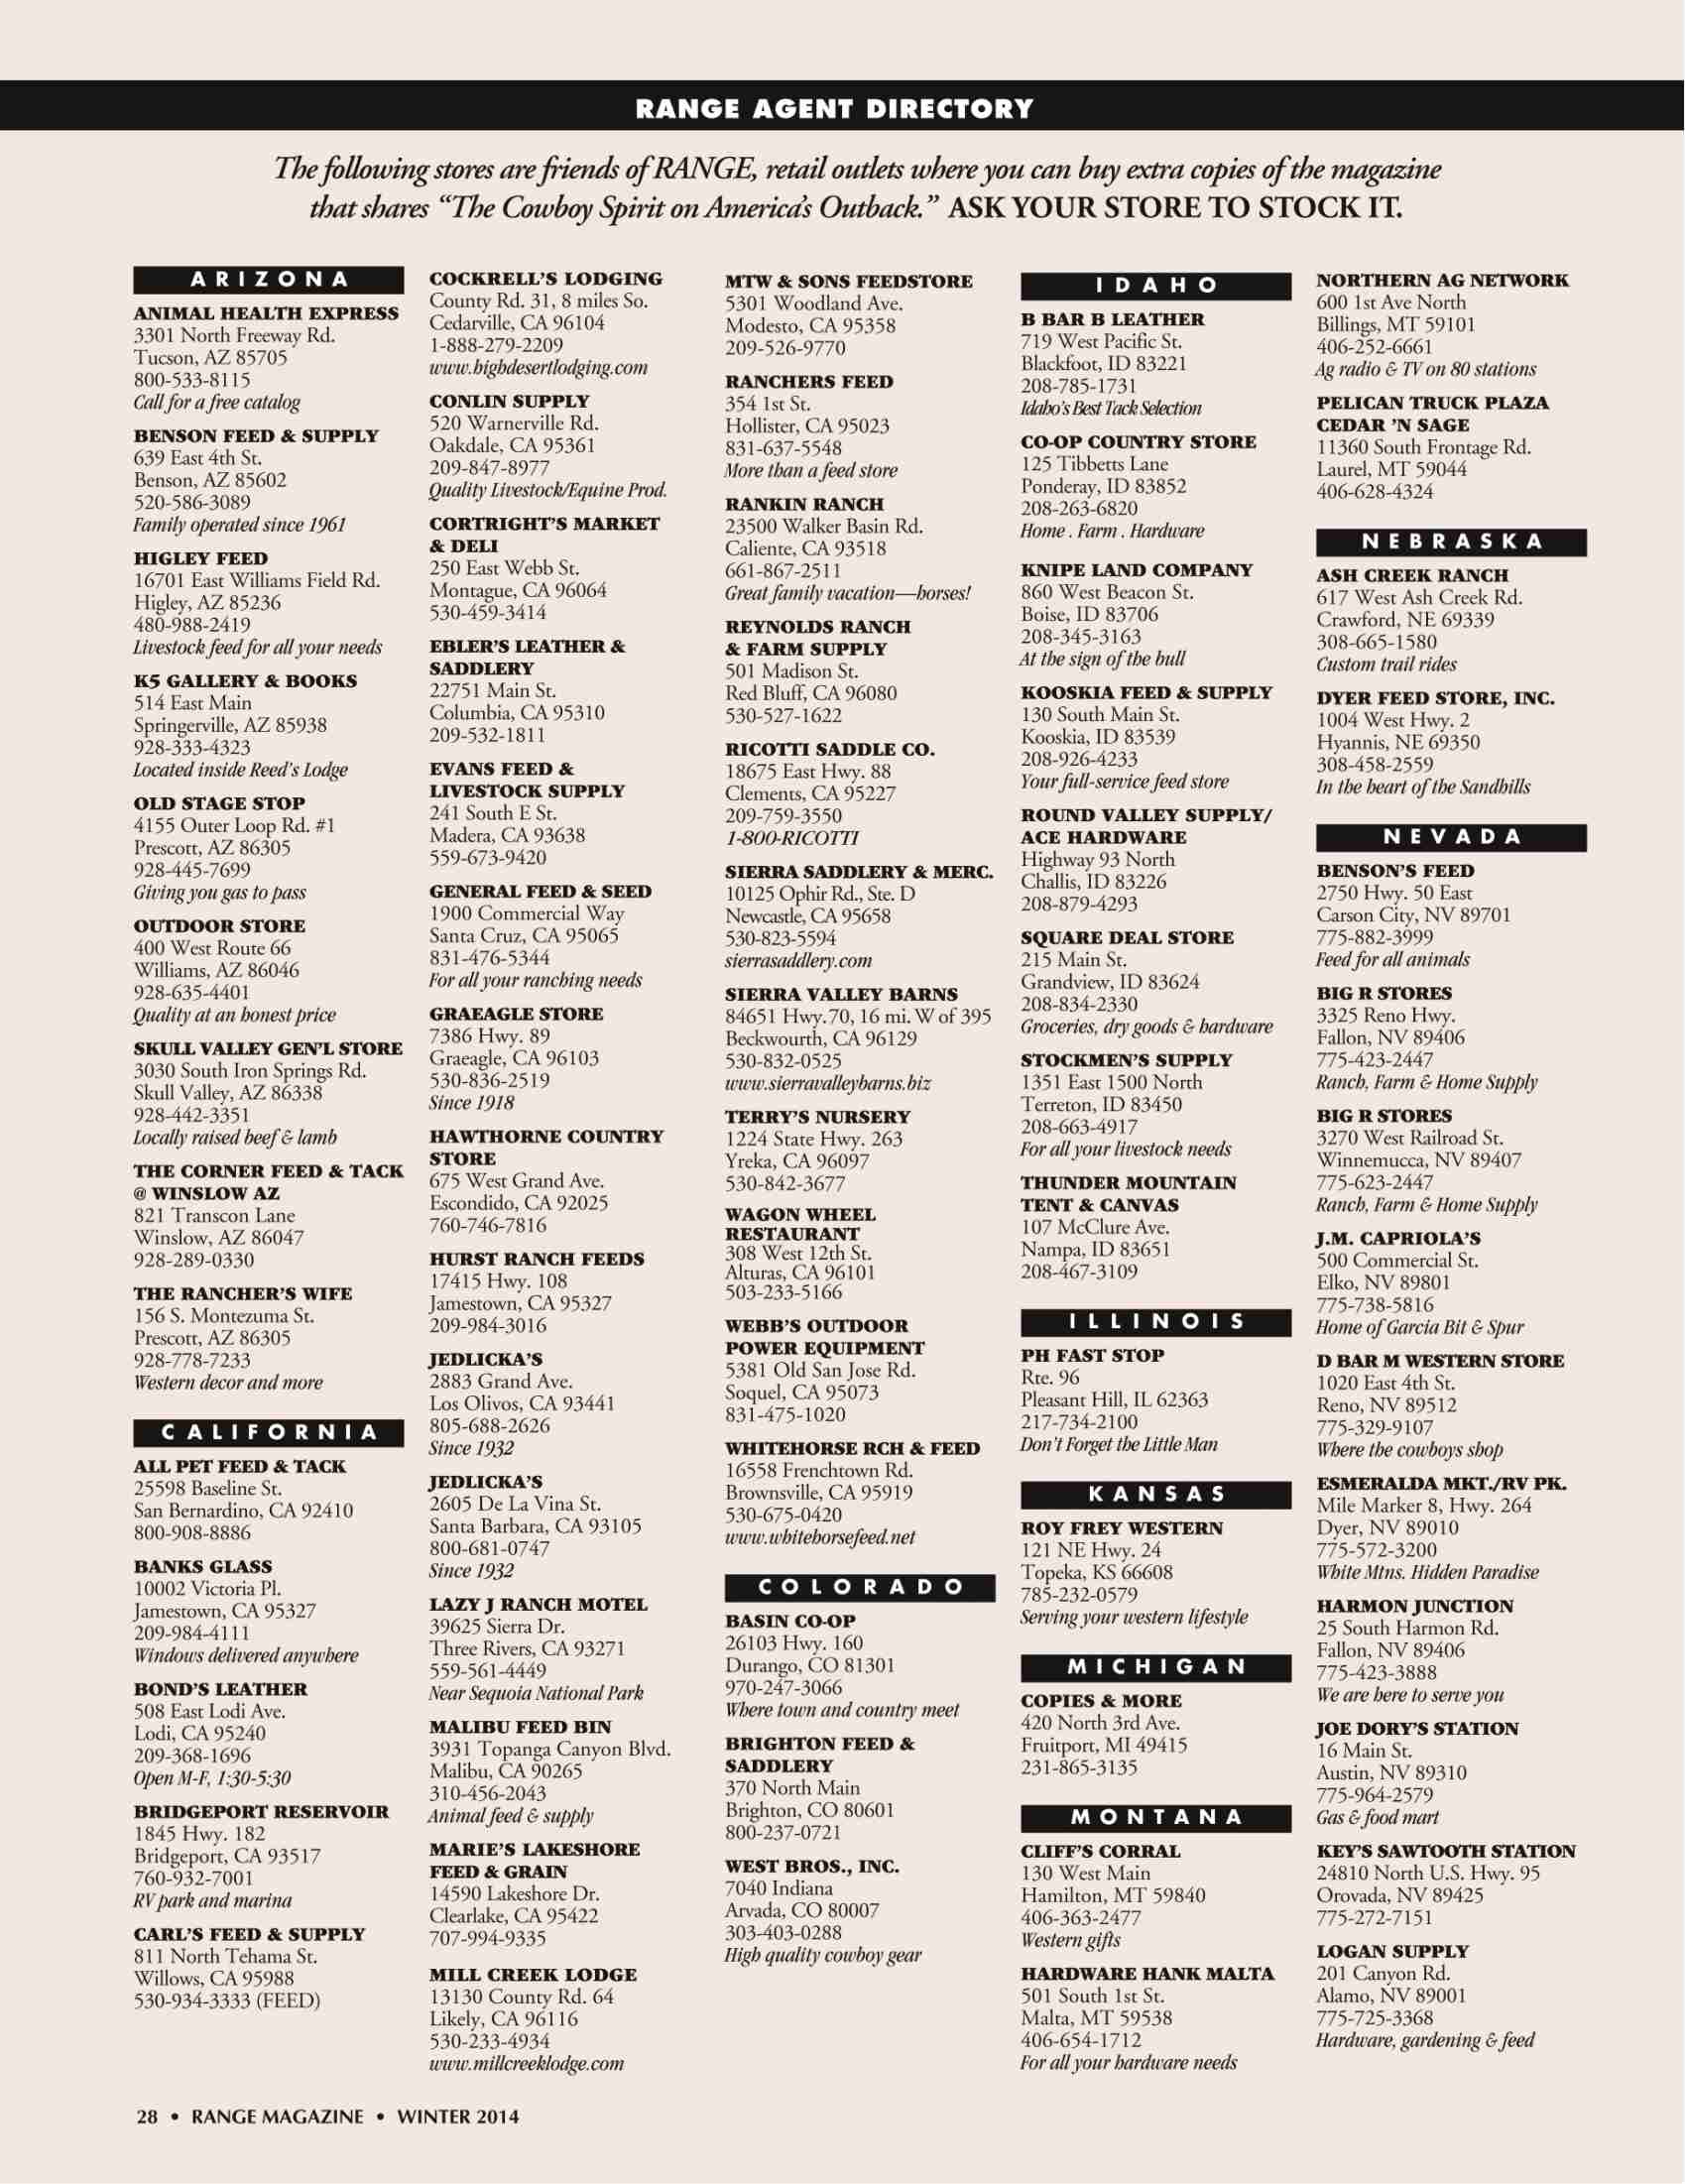 RANGE AGENT DIRECTORY
The following stores are friends of RANGE, retail outlets where you can buy extra copies of the magazine
that shares “The Cowboy Spirit on America’s Outback.” ASK YOUR STORE TO STOCK IT.
ARIZONA
ANIMAL HEALTH EXPRESS
3301 North Freeway Rd.
Tucson, AZ 85705
800-533-8115
Call for a free catalog
BENSON FEED & SUPPLY
639 East 4th St.
Benson, AZ 85602
520-586-3089
Family operated since 1961
HIGLEY FEED
16701 East Williams Field Rd.
Higley, AZ 85236
480-988-2419
Livestock feed for all your needs
K5 GALLERY & BOOKS
514 East Main
Springerville, AZ 85938
928-333-4323
Located inside Reed’s Lodge
OLD STAGE STOP
4155 Outer Loop Rd. #1
Prescott, AZ 86305
928-445-7699
Giving you gas to pass
OUTDOOR STORE
400 West Route 66
Williams, AZ 86046
928-635-4401
Quality at an honest price
SKULL VALLEY GEN’L STORE
3030 South Iron Springs Rd.
Skull Valley, AZ 86338
928-442-3351
Locally raised beef & lamb
THE CORNER FEED & TACK
@ WINSLOW AZ
821 Transcon Lane
Winslow, AZ 86047
928-289-0330
THE RANCHER’S WIFE
156 S. Montezuma St.
Prescott, AZ 86305
928-778-7233
Western decor and more
CALIFORNIA
ALL PET FEED & TACK
25598 Baseline St.
San Bernardino, CA 92410
800-908-8886
BANKS GLASS
10002 Victoria Pl.
Jamestown, CA 95327
209-984-4111
Windows delivered anywhere
BOND’S LEATHER
508 East Lodi Ave.
Lodi, CA 95240
209-368-1696
Open M-F, 1:30-5:30
BRIDGEPORT RESERVOIR
1845 Hwy. 182
Bridgeport, CA 93517
760-932-7001
RV park and marina
CARL’S FEED & SUPPLY
811 North Tehama St.
Willows, CA 95988
530-934-3333 (FEED)
COCKRELL’S LODGING
County Rd. 31, 8 miles So.
Cedarville, CA 96104
1-888-279-2209
www.highdesertlodging.com
CONLIN SUPPLY
520 Warnerville Rd.
Oakdale, CA 95361
209-847-8977
Quality Livestock/Equine Prod.
CORTRIGHT’S MARKET
& DELI
250 East Webb St.
Montague, CA 96064
530-459-3414
EBLER’S LEATHER &
SADDLERY
22751 Main St.
Columbia, CA 95310
209-532-1811
EVANS FEED &
LIVESTOCK SUPPLY
241 South E St.
Madera, CA 93638
559-673-9420
GENERAL FEED & SEED
1900 Commercial Way
Santa Cruz, CA 95065
831-476-5344
For all your ranching needs
GRAEAGLE STORE
7386 Hwy. 89
Graeagle, CA 96103
530-836-2519
Since 1918
HAWTHORNE COUNTRY
STORE
675 West Grand Ave.
Escondido, CA 92025
760-746-7816
HURST RANCH FEEDS
17415 Hwy. 108
Jamestown, CA 95327
209-984-3016
JEDLICKA’S
2883 Grand Ave.
Los Olivos, CA 93441
805-688-2626
Since 1932
JEDLICKA’S
2605 De La Vina St.
Santa Barbara, CA 93105
800-681-0747
Since 1932
LAZY J RANCH MOTEL
39625 Sierra Dr.
Three Rivers, CA 93271
559-561-4449
Near Sequoia National Park
MALIBU FEED BIN
3931 Topanga Canyon Blvd.
Malibu, CA 90265
310-456-2043
Animal feed & supply
MARIE’S LAKESHORE
FEED & GRAIN
14590 Lakeshore Dr.
Clearlake, CA 95422
707-994-9335
MILL CREEK LODGE
13130 County Rd. 64
Likely, CA 96116
530-233-4934
www.millcreeklodge.com
MTW & SONS FEEDSTORE
5301 Woodland Ave.
Modesto, CA 95358
209-526-9770
RANCHERS FEED
354 1st St.
Hollister, CA 95023
831-637-5548
More than a feed store
RANKIN RANCH
23500 Walker Basin Rd.
Caliente, CA 93518
661-867-2511
Great family vacation—horses!
REYNOLDS RANCH
& FARM SUPPLY
501 Madison St.
Red Bluff, CA 96080
530-527-1622
RICOTTI SADDLE CO.
18675 East Hwy. 88
Clements, CA 95227
209-759-3550
1-800-RICOTTI
SIERRA SADDLERY & MERC.
10125 Ophir Rd., Ste. D
Newcastle, CA 95658
530-823-5594
sierrasaddlery.com
SIERRA VALLEY BARNS
84651 Hwy.70, 16 mi. W of 395
Beckwourth, CA 96129
530-832-0525
www.sierravalleybarns.biz
TERRY’S NURSERY
1224 State Hwy. 263
Yreka, CA 96097
530-842-3677
WAGON WHEEL
RESTAURANT
308 West 12th St.
Alturas, CA 96101
503-233-5166
WEBB’S OUTDOOR
POWER EQUIPMENT
5381 Old San Jose Rd.
Soquel, CA 95073
831-475-1020
WHITEHORSE RCH & FEED
16558 Frenchtown Rd.
Brownsville, CA 95919
530-675-0420
www.whitehorsefeed.net
COLORADO
BASIN CO-OP
26103 Hwy. 160
Durango, CO 81301
970-247-3066
Where town and country meet
BRIGHTON FEED &
SADDLERY
370 North Main
Brighton, CO 80601
800-237-0721
WEST BROS., INC.
7040 Indiana
Arvada, CO 80007
303-403-0288
High quality cowboy gear
IDAHO
B BAR B LEATHER
719 West Pacific St.
Blackfoot, ID 83221
208-785-1731
Idaho’s Best Tack Selection
CO-OP COUNTRY STORE
125 Tibbetts Lane
Ponderay, ID 83852
208-263-6820
Home . Farm . Hardware
KNIPE LAND COMPANY
860 West Beacon St.
Boise, ID 83706
208-345-3163
At the sign of the bull
KOOSKIA FEED & SUPPLY
130 South Main St.
Kooskia, ID 83539
208-926-4233
Your full-service feed store
ROUND VALLEY SUPPLY/
ACE HARDWARE
Highway 93 North
Challis, ID 83226
208-879-4293
SQUARE DEAL STORE
215 Main St.
Grandview, ID 83624
208-834-2330
Groceries, dry goods & hardware
STOCKMEN’S SUPPLY
1351 East 1500 North
Terreton, ID 83450
208-663-4917
For all your livestock needs
THUNDER MOUNTAIN
TENT & CANVAS
107 McClure Ave.
Nampa, ID 83651
208-467-3109
ILLINOIS
PH FAST STOP
Rte. 96
Pleasant Hill, IL 62363
217-734-2100
Don’t Forget the Little Man
KANSAS
ROY FREY WESTERN
121 NE Hwy. 24
Topeka, KS 66608
785-232-0579
Serving your western lifestyle
MICHIGAN
COPIES & MORE
420 North 3rd Ave.
Fruitport, MI 49415
231-865-3135
MONTANA
CLIFF’S CORRAL
130 West Main
Hamilton, MT 59840
406-363-2477
Western gifts
HARDWARE HANK MALTA
501 South 1st St.
Malta, MT 59538
406-654-1712
For all your hardware needs
NORTHERN AG NETWORK
600 1st Ave North
Billings, MT 59101
406-252-6661
Ag radio & TV on 80 stations
PELICAN TRUCK PLAZA
CEDAR ’N SAGE
11360 South Frontage Rd.
Laurel, MT 59044
406-628-4324
NEBRASKA
ASH CREEK RANCH
617 West Ash Creek Rd.
Crawford, NE 69339
308-665-1580
Custom trail rides
DYER FEED STORE, INC.
1004 West Hwy. 2
Hyannis, NE 69350
308-458-2559
In the heart of the Sandhills
NEVADA
BENSON’S FEED
2750 Hwy. 50 East
Carson City, NV 89701
775-882-3999
Feed for all animals
BIG R STORES
3325 Reno Hwy.
Fallon, NV 89406
775-423-2447
Ranch, Farm & Home Supply
BIG R STORES
3270 West Railroad St.
Winnemucca, NV 89407
775-623-2447
Ranch, Farm & Home Supply
J.M. CAPRIOLA’S
500 Commercial St.
Elko, NV 89801
775-738-5816
Home of Garcia Bit & Spur
D BAR M WESTERN STORE
1020 East 4th St.
Reno, NV 89512
775-329-9107
Where the cowboys shop
ESMERALDA MKT./RV PK.
Mile Marker 8, Hwy. 264
Dyer, NV 89010
775-572-3200
White Mtns. Hidden Paradise
HARMON JUNCTION
25 South Harmon Rd.
Fallon, NV 89406
775-423-3888
We are here to serve you
JOE DORY’S STATION
16 Main St.
Austin, NV 89310
775-964-2579
Gas & food mart
KEY’S SAWTOOTH STATION
24810 North U.S. Hwy. 95
Orovada, NV 89425
775-272-7151
LOGAN SUPPLY
201 Canyon Rd.
Alamo, NV 89001
775-725-3368
Hardware, gardening & feed
28 • RANGE MAGAZINE • WINTER 2014